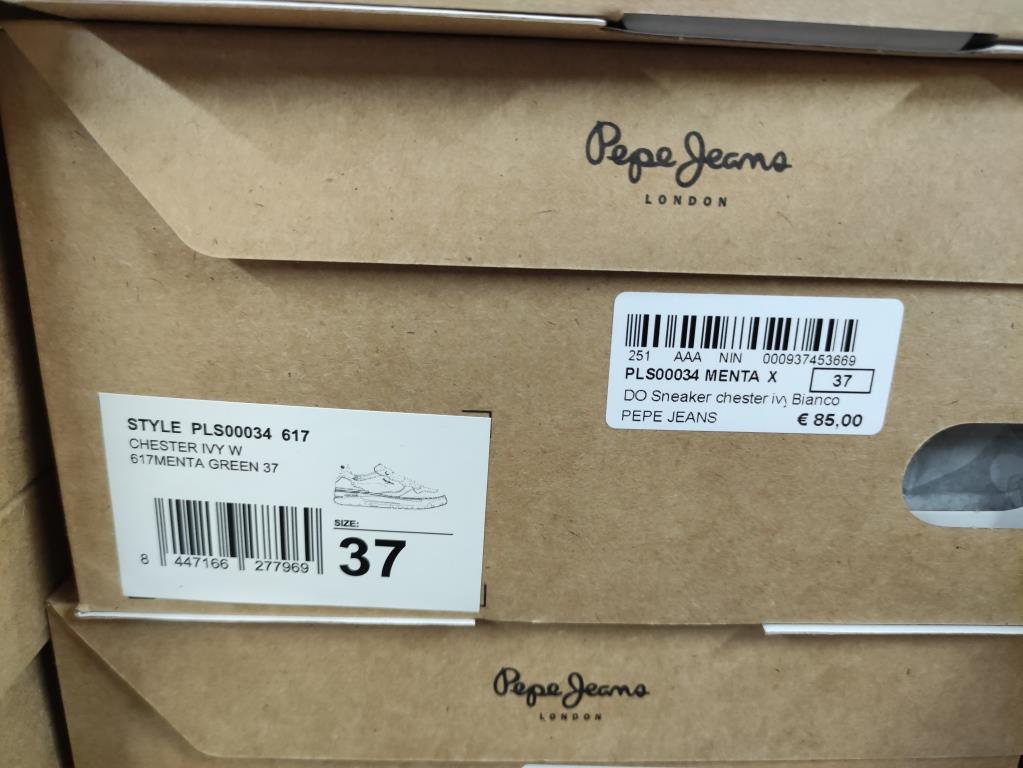 Pepe Jeans
LONDON
251 AAA NIN 000937453669
PLS00034 MENTA X 37
DO Sneaker chester ivy Bianco
PEPE JEANS € 85,00
STYLE PLS00034 617
CHESTER IVY W
617MENTA GREEN 37
SIZE:
37
8 447166 277969
Pepe Jeans
LONDON